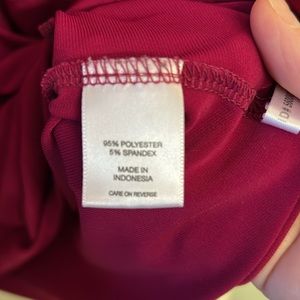 95% POLYESTER
5% SPANDEX
MADE IN
INDONESIA
CARE ON REVERSE